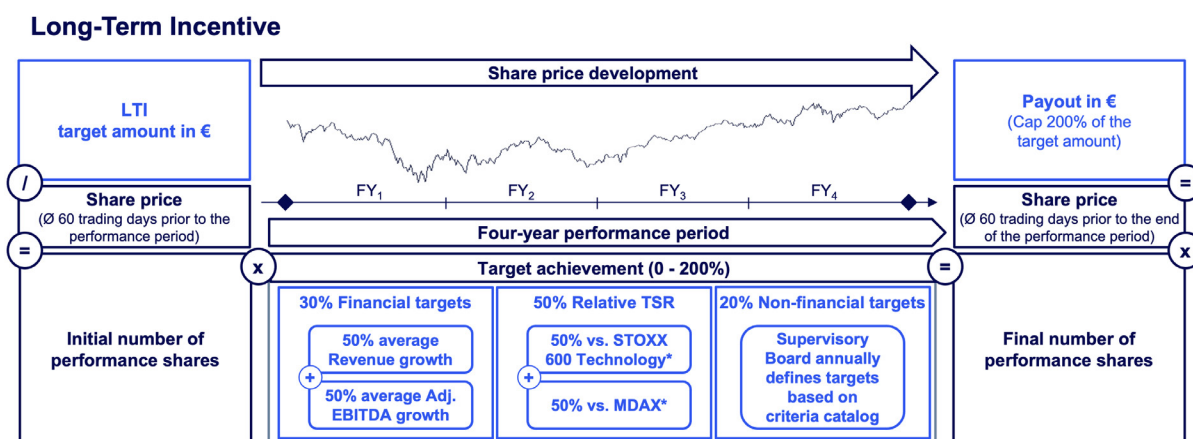 Long-Term Incentive
LTI
target amount in €
/
Share price
(Ø 60 trading days prior to the
performance period)
=
Initial number of
performance shares
x
Share price development
FY1
FY2
FY3
FY4
Four-year performance period
Target achievement (0 - 200%)
30% Financial targets
50% average
Revenue growth
+
50% average Adj.
EBITDA growth
50% Relative TSR
50% vs. STOXX
600 Technology*
+
50% vs. MDAX*
20% Non-financial targets
Supervisory
Board annually
defines targets
based on
criteria catalog
=
Payout in €
(Cap 200% of the
target amount)
=
Share price
(Ø 60 trading days prior to the end
of the performance period)
x
Final number of
performance shares